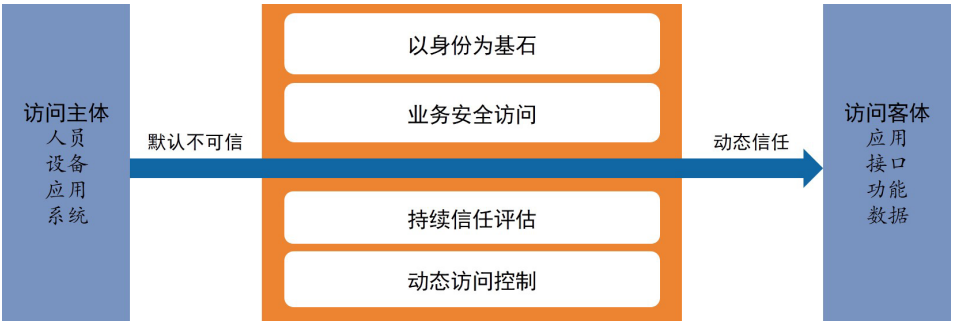 访问主体
人员
设备
应用
系统
默认不可信
以身份为基石
业务安全访问
持续信任评估
动态访问控制
动态信任
访问客体
应用
接口
功能
数据